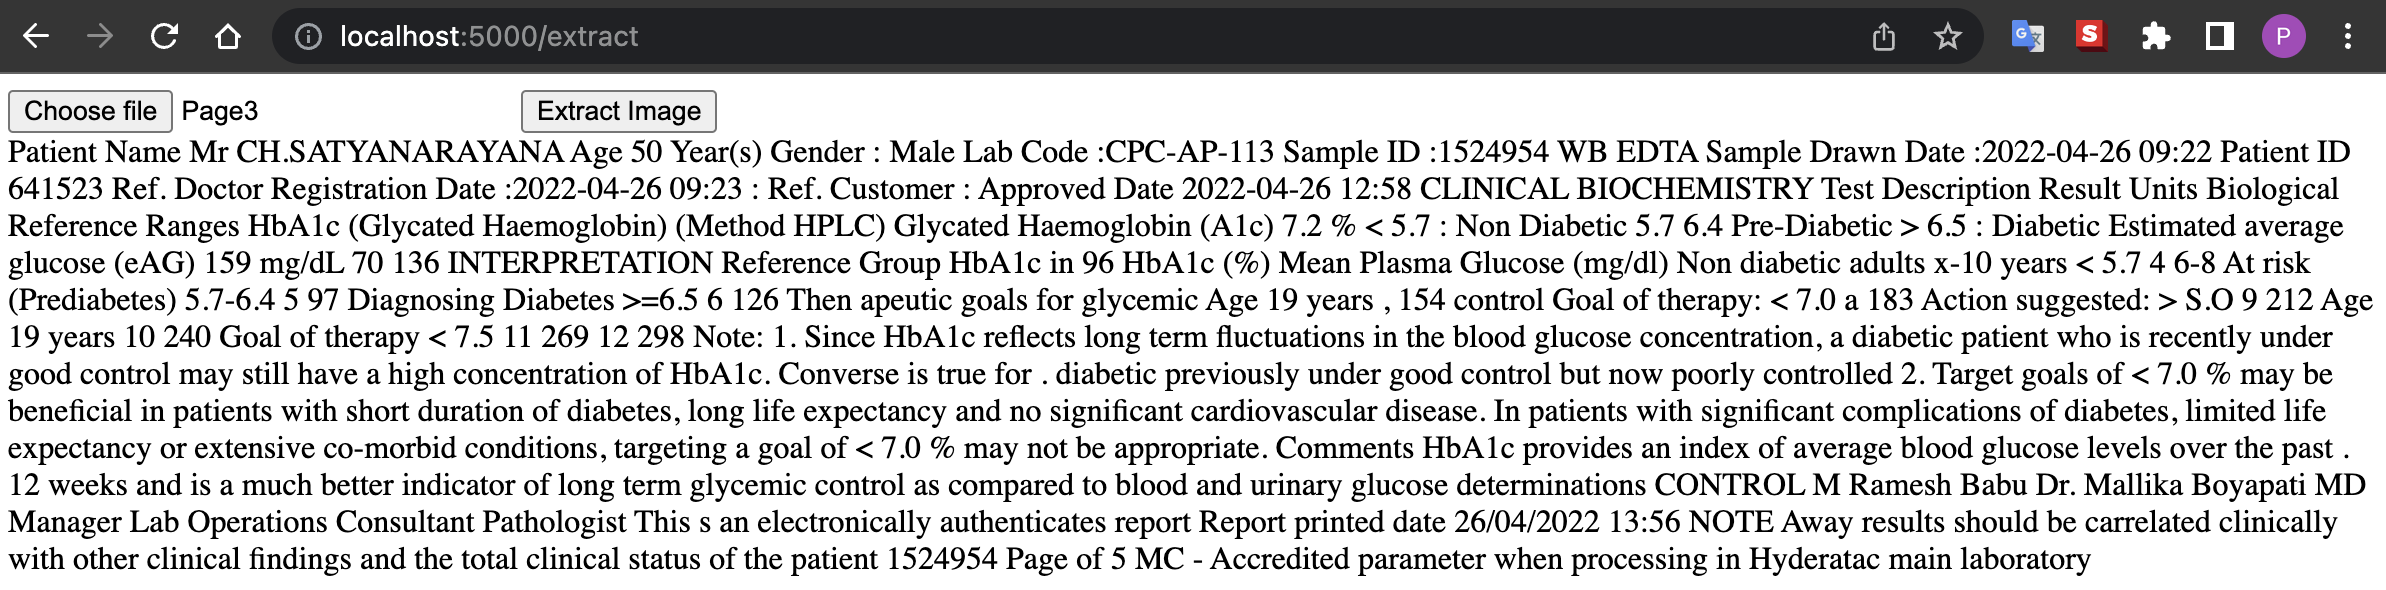 localhost:5000/extract
P
Choose file Page3 Extract Image
Patient Name Mr CH.SATYANARAYANA Age 50 Year(s) Gender : Male Lab Code :CPC-AP-113 Sample ID :1524954 WB EDTA Sample Drawn Date :2022-04-26 09:22 Patient ID
641523 Ref. Doctor Registration Date :2022-04-26 09:23 : Ref. Customer : Approved Date 2022-04-26 12:58 CLINICAL BIOCHEMISTRY Test Description Result Units Biological
Reference Ranges HbA1c (Glycated Haemoglobin) (Method HPLC) Glycated Haemoglobin (A1c) 7.2 % < 5.7 : Non Diabetic 5.7 6.4 Pre-Diabetic > 6.5 : Diabetic Estimated average
glucose (eAG) 159 mg/dL 70 136 INTERPRETATION Reference Group HbA1c in 96 HbA1c (%) Mean Plasma Glucose (mg/dl) Non diabetic adults x-10 years < 5.7 4 6-8 At risk
(Prediabetes) 5.7-6.4 5 97 Diagnosing Diabetes >=6.5 6 126 Then apeutic goals for glycemic Age 19 years , 154 control Goal of therapy: < 7.0 a 183 Action suggested: > S.O 9 212 Age
19 years 10 240 Goal of therapy < 7.5 11 269 12 298 Note: 1. Since HbA1c reflects long term fluctuations in the blood glucose concentration, a diabetic patient who is recently under
good control may still have a high concentration of HbA1c. Converse is true for . diabetic previously under good control but now poorly controlled 2. Target goals of < 7.0 % may be
beneficial in patients with short duration of diabetes, long life expectancy and no significant cardiovascular disease. In patients with significant complications of diabetes, limited life
expectancy or extensive co-morbid conditions, targeting a goal of < 7.0 % may not be appropriate. Comments HbA1c provides an index of average blood glucose levels over the past .
12 weeks and is a much better indicator of long term glycemic control as compared to blood and urinary glucose determinations CONTROL M Ramesh Babu Dr. Mallika Boyapati MD
Manager Lab Operations Consultant Pathologist This s an electronically authenticates report Report printed date 26/04/2022 13:56 NOTE Away results should be carrelated clinically
with other clinical findings and the total clinical status of the patient 1524954 Page of 5 MC - Accredited parameter when processing in Hyderatac main laboratory